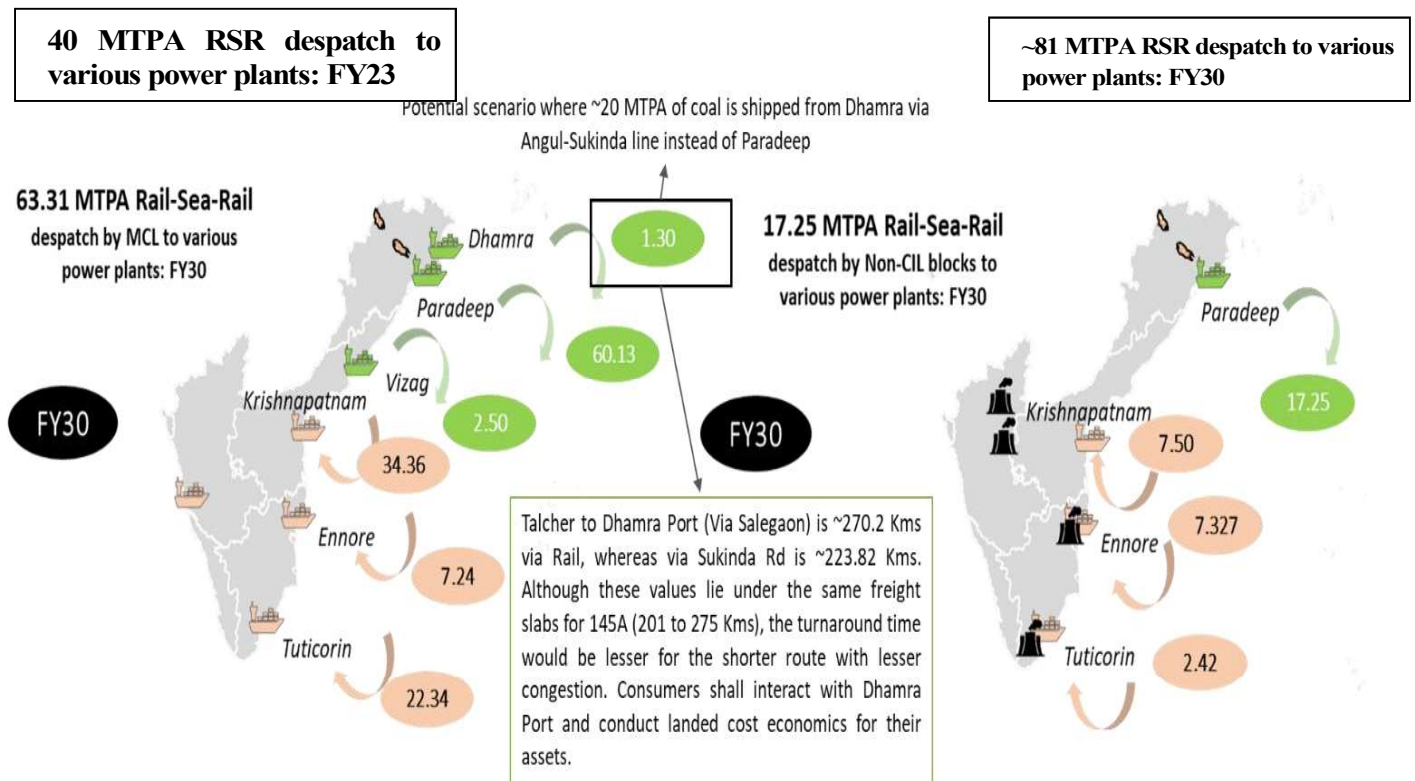 40 MTPA RSR despatch to
various power plants: FY23
~81 MTPA RSR despatch to various
power plants: FY30
Potential scenario where ~20 MTPA of coal is shipped from Dhamra via
Angul-Sukinda line instead of Paradeep
63.31 MTPA Rail-Sea-Rail
despatch by MCL to various
power plants: FY30
Dhamra
1.30
Paradeep
60.13
Vizag
2.50
Krishnapatnam
34.36
FY30
Ennore
7.24
Tuticorin
22.34
17.25 MTPA Rail-Sea-Rail
despatch by Non-CIL blocks to
various power plants: FY30
Paradeep
17.25
FY30
Krishnapatnam
7.50
Ennore
7.327
Tuticorin
2.42
Talcher to Dhamra Port (Via Salegaon) is ~270.2 Kms
via Rail, whereas via Sukinda Rd is ~223.82 Kms.
Although these values lie under the same freight
slabs for 145A (201 to 275 Kms), the turnaround time
would be lesser for the shorter route with lesser
congestion. Consumers shall interact with Dhamra
Port and conduct landed cost economics for their
assets.